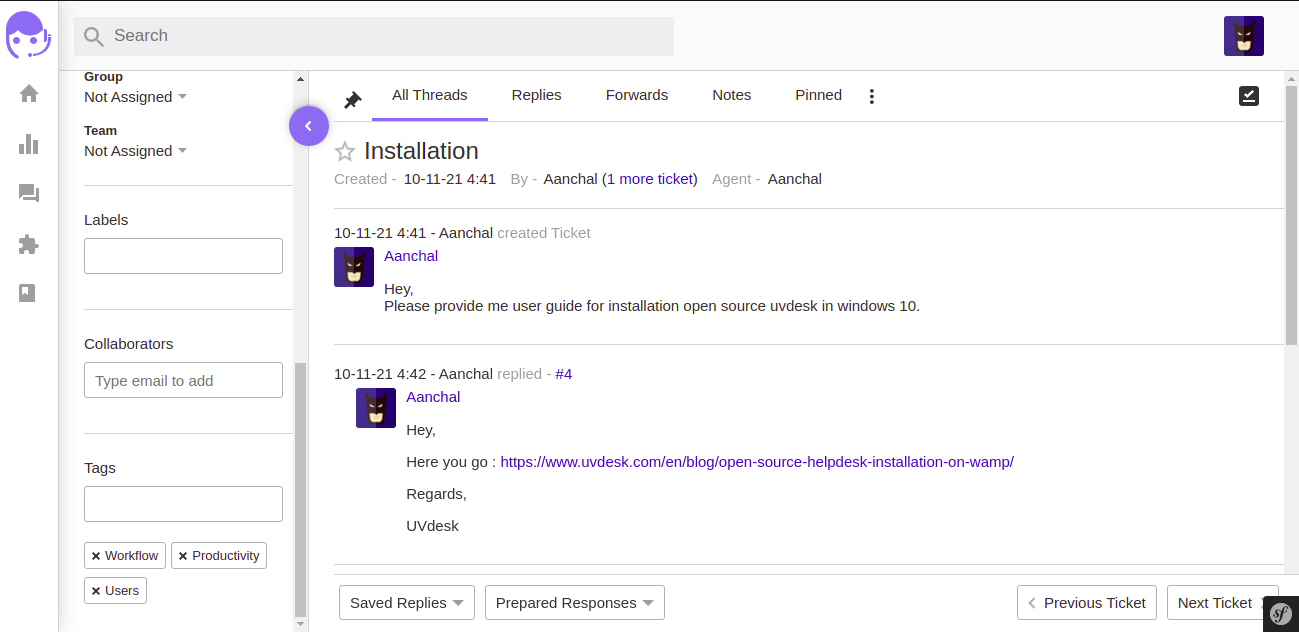 Search
Group
Not Assigned
Team
Not Assigned
Labels
Collaborators
Type email to add
Tags
× Workflow × Productivity
× Users
All Threads Replies Forwards Notes Pinned
Installation
Created - 10-11-21 4:41 By - Aanchal (1 more ticket) Agent - Aanchal
10-11-21 4:41 - Aanchal created Ticket
Aanchal
Hey,
Please provide me user guide for installation open source uvdesk in windows 10.
10-11-21 4:42 - Aanchal replied - #4
Aanchal
Hey,
Here you go : https://www.uvdesk.com/en/blog/open-source-helpdesk-installation-on-wamp/
Regards,
UVdesk
Saved Replies Prepared Responses Previous Ticket Next Ticket
sf